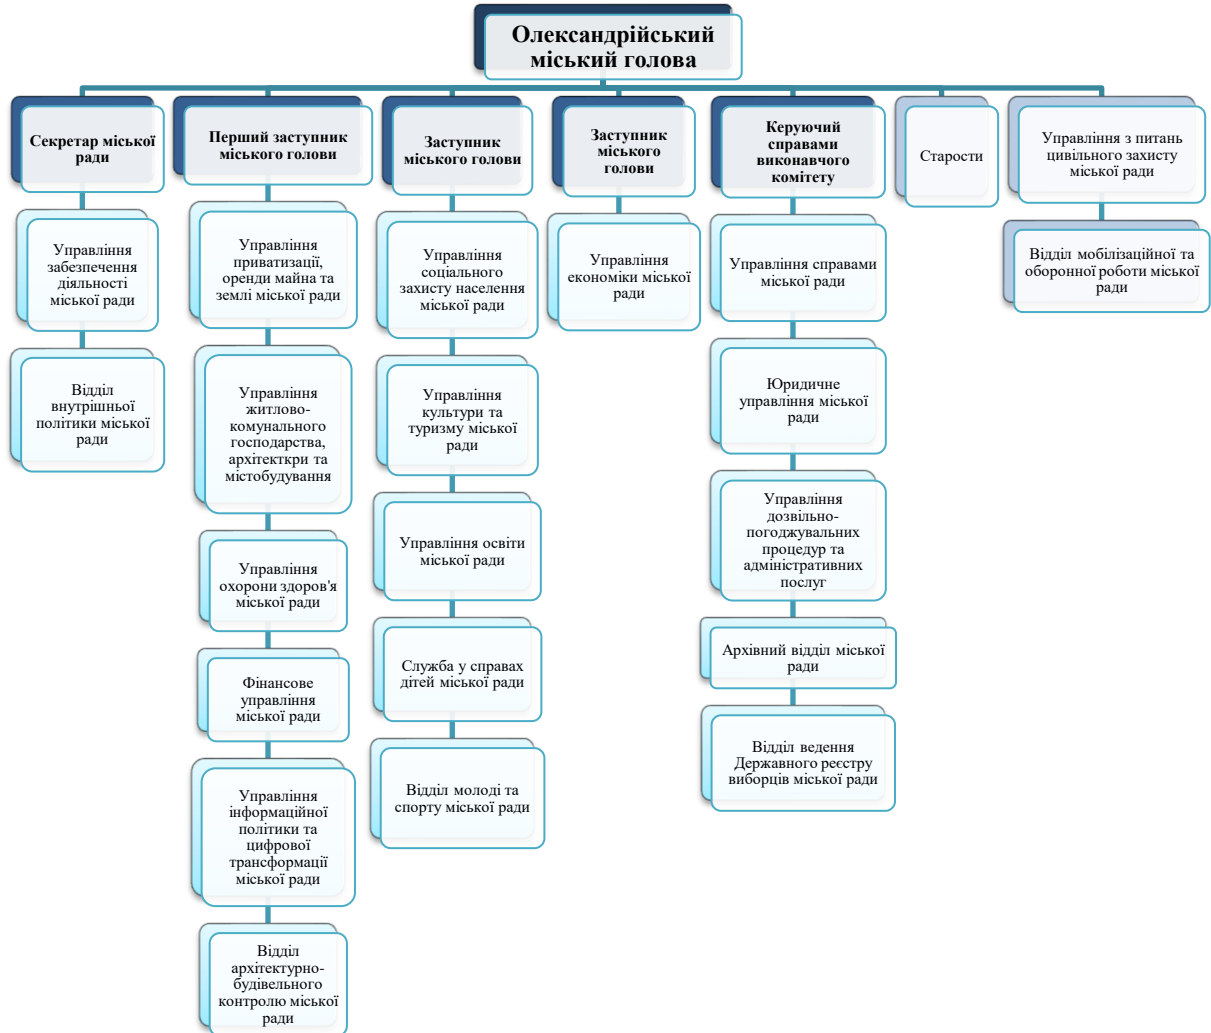 Олександрійський
міський голова
Секретар міської
ради
Управління
забезпечення
діяльності
міської ради
Відділ
внутрішньої
політики міської
ради
Перший заступник
міського голови
Управління
приватизації,
оренди майна та
землі міської ради
Управління
житлово-
комунального
господарства,
архітекткри та
містобудування
Управління
охорони здоров'я
міської ради
Фінансове
управління
міської ради
Управління
інформаційної
політики та
цифрової
трансформації
міської ради
Відділ
архітектурно-
будівельного
контролю міської
ради
Заступник
міського голови
Управління
соціального
захисту населення
міської ради
Управління
культури та
туризму міської
ради
Управління освіти
міської ради
Служба у справах
дітей міської ради
Відділ молоді та
спорту міської ради
Заступник
міського
голови
Управління
економіки міської
ради
Керуючий
справами
виконавчого
комітету
Управління справами
міської ради
Юридичне
управління міської
ради
Управління
дозвільно-
погоджувальних
процедур та
адміністративних
послуг
Архівний відділ міської
ради
Відділ ведення
Державного реєстру
виборців міської ради
Старости
Управління з питань
цивільного захисту
міської ради
Відділ мобілізаційної та
оборонної роботи міської
ради